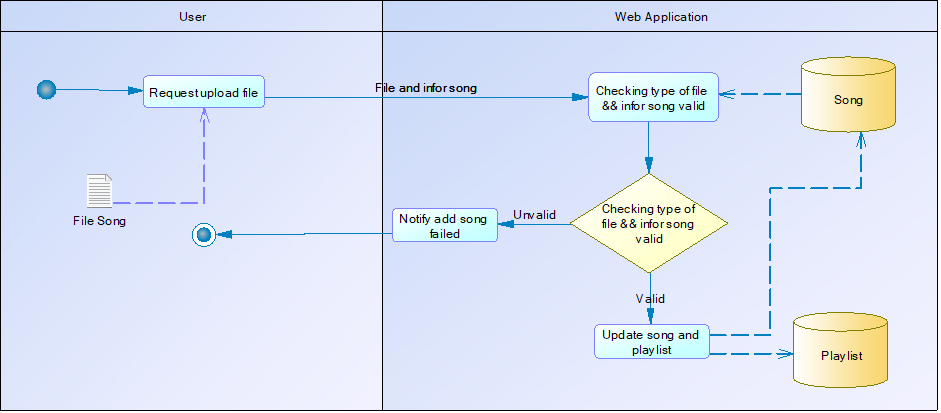 User
Web Application
Request upload file
File and infor song
Checking type of file
&& infor song valid
Song
File Song
Notify add song
failed
Unvalid
Checking type of
file && infor song
valid
Valid
Update song and
playlist
Playlist